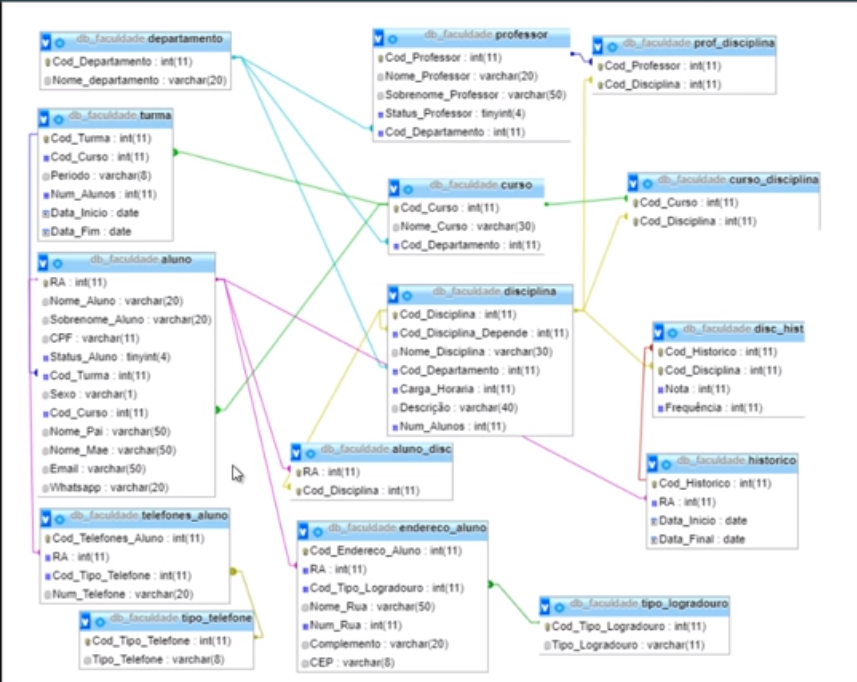 db_faculdade departamento
Cod_Departamento : int(11)
Nome_departamento : varchar(20)
db_faculdade professor
Cod_Professor : int(11)
Nome_Professor : varchar(20)
Sobrenome_Professor : varchar(50)
Status_Professor : tinyint(4)
Cod_Departamento : int(11)
db_faculdade prof_disciplina
Cod_Professor : int(11)
Cod_Disciplina : int(11)
db_faculdade turma
Cod_Turma : int(11)
Cod_Curso : int(11)
Periodo : varchar(8)
Num_Alunos : int(11)
Data_Inicio : date
Data_Fim : date
db_faculdade curso
Cod_Curso : int(11)
Nome_Curso : varchar(30)
Cod_Departamento : int(11)
db_faculdade curso_disciplina
Cod_Curso : int(11)
Cod_Disciplina : int(11)
db_faculdade aluno
RA : int(11)
Nome_Aluno : varchar(20)
Sobrenome_Aluno : varchar(20)
CPF : varchar(11)
Status_Aluno : tinyint(4)
Cod_Turma : int(11)
Sexo : varchar(1)
Cod_Curso : int(11)
Nome_Pai : varchar(50)
Nome_Mae : varchar(50)
Email : varchar(50)
Whatsapp : varchar(20)
db_faculdade disciplina
Cod_Disciplina : int(11)
Cod_Disciplina_Depende : int(11)
Nome_Disciplina : varchar(30)
Cod_Departamento : int(11)
Carga_Horaria : int(11)
Descrição : varchar(40)
Num_Alunos : int(11)
db_faculdade disc_hist
Cod_Historico : int(11)
Cod_Disciplina : int(11)
Nota : int(11)
Frequência : int(11)
db_faculdade aluno_disc
RA : int(11)
Cod_Disciplina : int(11)
db_faculdade historico
Cod_Historico : int(11)
RA : int(11)
Data_Inicio : date
Data_Final : date
db_faculdade telefones_aluno
Cod_Telefones_Aluno : int(11)
RA : int(11)
Cod_Tipo_Telefone : int(11)
Num_Telefone : varchar(20)
db_faculdade endereco_aluno
Cod_Endereco_Aluno : int(11)
RA : int(11)
Cod_Tipo_Logradouro : int(11)
Nome_Rua : varchar(50)
Num_Rua : int(11)
Complemento : varchar(20)
CEP : varchar(8)
db_faculdade tipo_telefone
Cod_Tipo_Telefone : int(11)
Tipo_Telefone : varchar(8)
db_faculdade tipo_logradouro
Cod_Tipo_Logradouro : int(11)
Tipo_Logradouro : varchar(11)